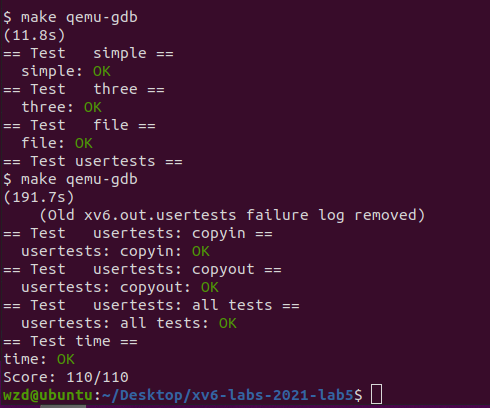 $ make qemu-gdb
(11.8s)
== Test   simple ==
  simple: OK
== Test   three ==
  three: OK
== Test   file ==
  file: OK
== Test usertests ==
$ make qemu-gdb
(191.7s)
    (Old xv6.out.usertests failure log removed)
== Test   usertests: copyin ==
  usertests: copyin: OK
== Test   usertests: copyout ==
  usertests: copyout: OK
== Test   usertests: all tests ==
  usertests: all tests: OK
== Test time ==
time: OK
Score: 110/110
wzd@ubuntu:~/Desktop/xv6-labs-2021-lab5$